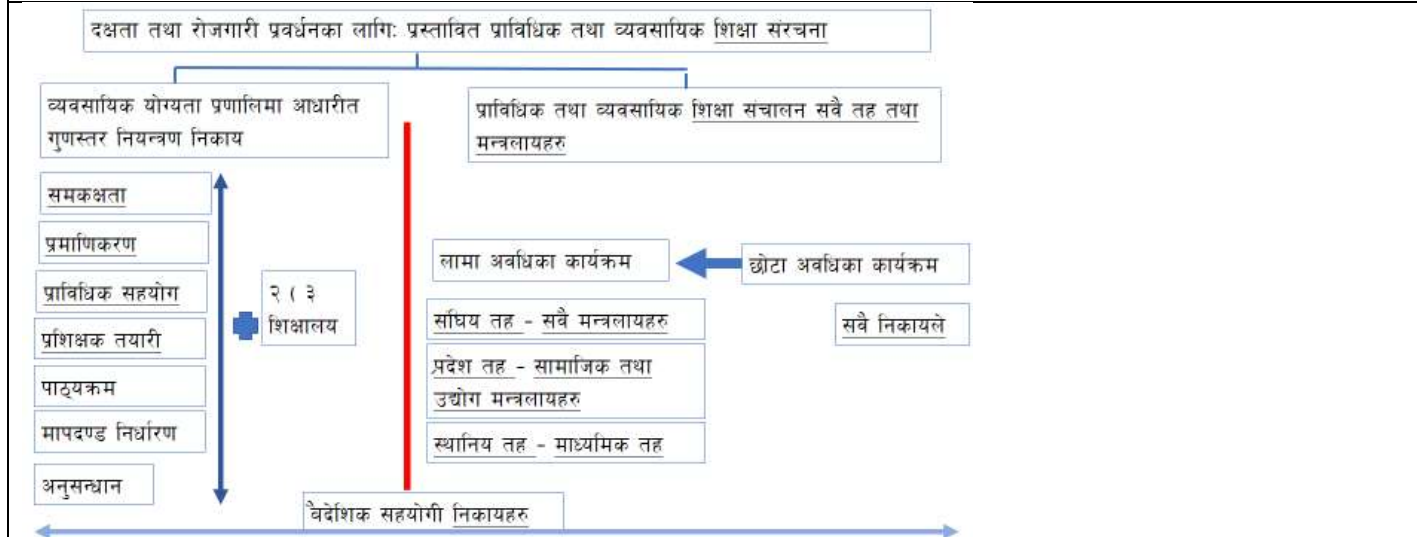 दक्षता तथा रोजगारी प्रवर्धनका लागिः प्रस्तावित प्राविधिक तथा व्यवसायिक शिक्षा संरचना
व्यवसायिक योग्यता प्रणालिमा आधारीत
गुणस्तर नियन्त्रण निकाय
प्राविधिक तथा व्यवसायिक शिक्षा संचालन सवै तह तथा
मन्त्रलायहरु
समकक्षता
प्रमाणिकरण
प्राविधिक सहयोग
प्रशिक्षक तयारी
पाठ्यक्रम
मापदण्ड निर्धारण
अनुसन्धान
२ ( ३
शिक्षालय
लामा अवधिका कार्यक्रम
छोटा अवधिका कार्यक्रम
संघिय तह - सवै मन्त्रलायहरु
सवै निकायले
प्रदेश तह - सामाजिक तथा
उद्योग मन्त्रलायहरु
स्थानिय तह - माध्यमिक तह
वैदेशिक सहयोगी निकायहरु